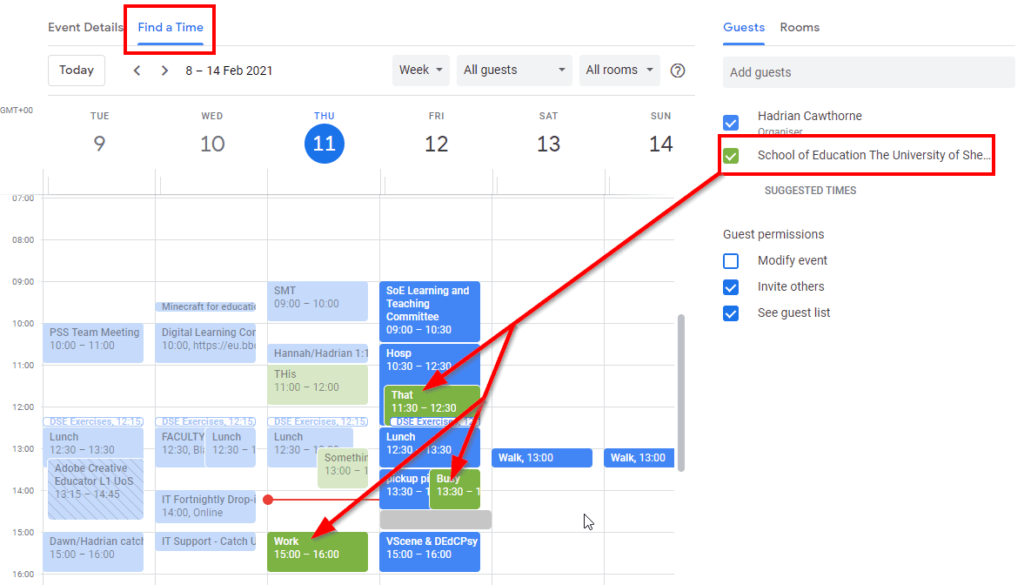 Event Details Find a Time
Guests Rooms
Today 8 – 14 Feb 2021 Week All guests All rooms
Add guests
GMT+00
TUE WED THU FRI SAT SUN
9 10 11 12 13 14
Hadrian Cawthorne
Organiser
School of Education The University of She...
SUGGESTED TIMES
Guest permissions
Modify event
Invite others
See guest list
07:00
08:00
09:00
10:00
11:00
12:00
13:00
14:00
15:00
16:00
PSS Team Meeting
10:00 – 11:00
DSE Exercises, 12:15,
Lunch
12:30 – 13:30
Adobe Creative
Educator L1 UoS
13:15 – 14:45
Dawn/Hadrian catch
15:00 – 16:00
Minecraft for educatio
Digital Learning Cor
10:00, https://eu.bb
DSE Exercises, 12:15,
FACULTY
12:30, Bl
Lunch
12:30 – 1
IT Fortnightly Drop-i
14:00, Online
IT Support - Catch U
SMT
09:00 – 10:00
Hannah/Hadrian 1:1
THis
11:00 – 12:00
DSE Exercises, 12:15,
Lunch
12:30 – 
Somethin
13:00 – 1
Work
15:00 – 16:00
SoE Learning and
Teaching
Committee
09:00 – 10:30
Hosp
10:30 – 12:30
That
11:30 – 12:30
DSE Exercises, 12
Lunch
12:30 – 13:30
pickup pi
13:30 – 1
Busy
13:30 – 1
VScene & DEdCPsy
15:00 – 16:00
Walk, 13:00
Walk, 13:00